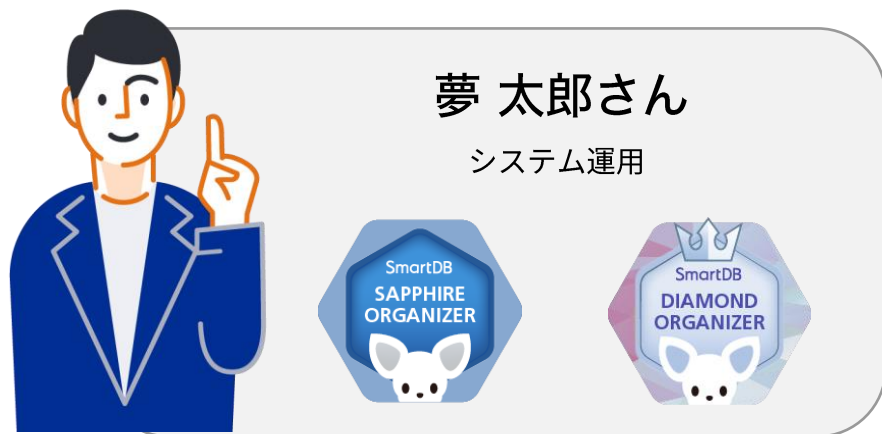 夢 太郎さん
システム運用
SmartDB
SAPPHIRE
ORGANIZER
SmartDB
DIAMOND
ORGANIZER